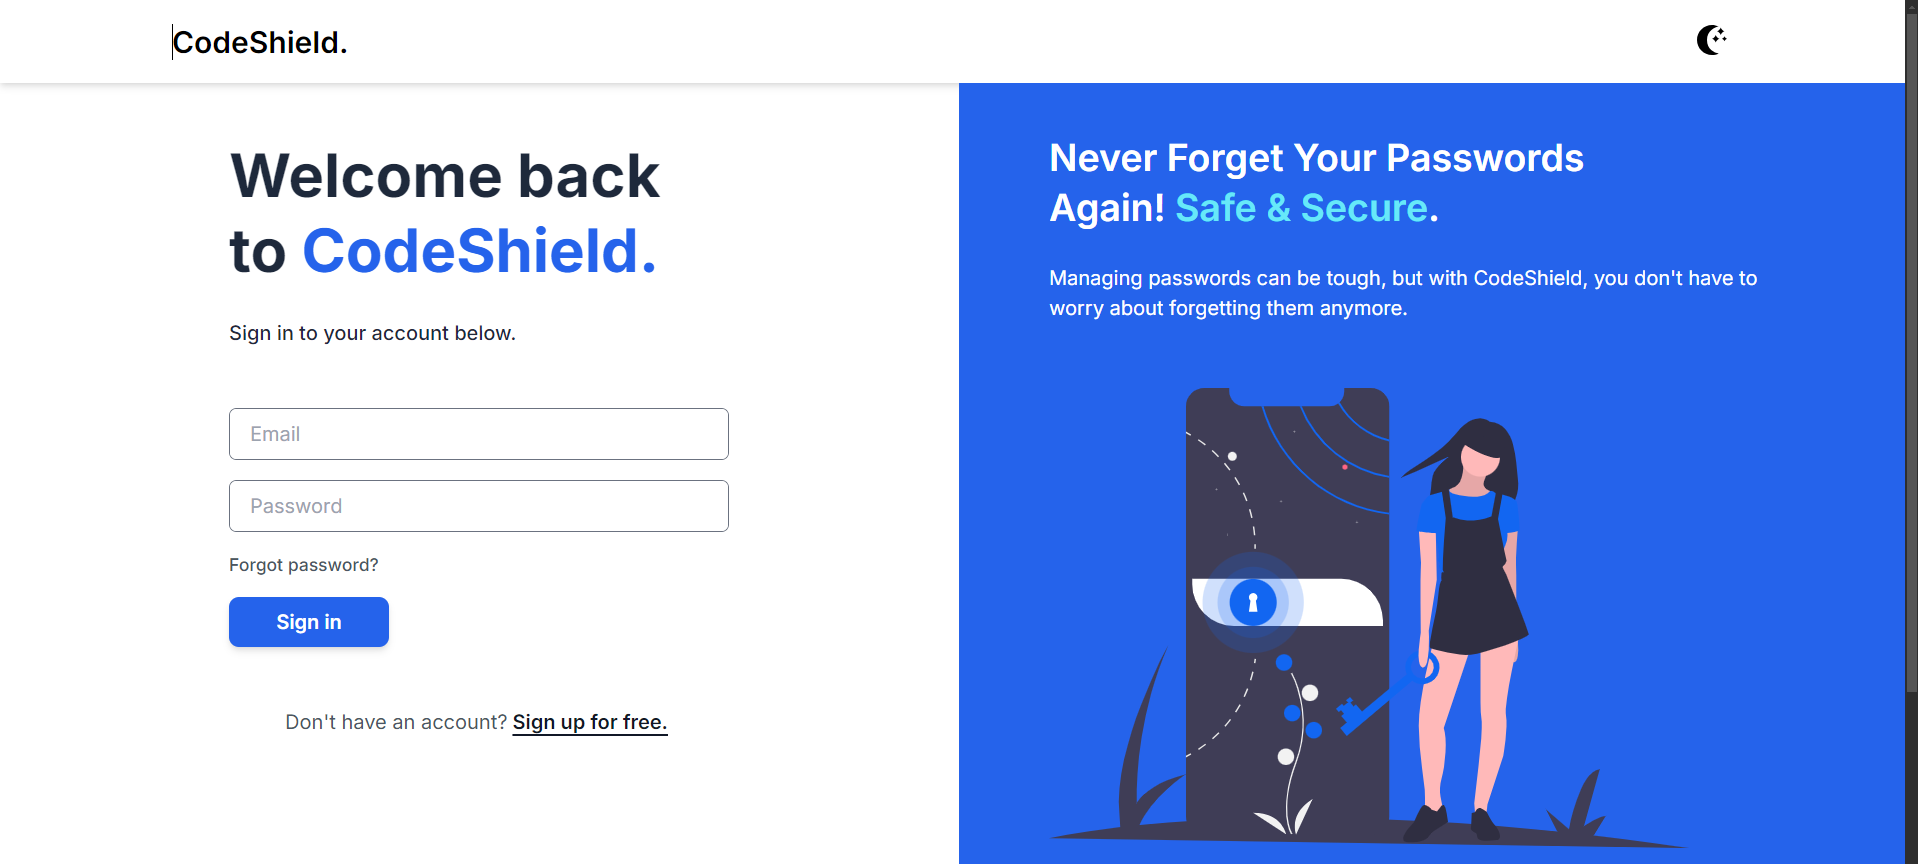 CodeShield.
Welcome back
to CodeShield.
Sign in to your account below.
Email
Password
Forgot password?
Sign in
Don't have an account? Sign up for free.
Never Forget Your Passwords
Again! Safe & Secure.
Managing passwords can be tough, but with CodeShield, you don't have to
worry about forgetting them anymore.